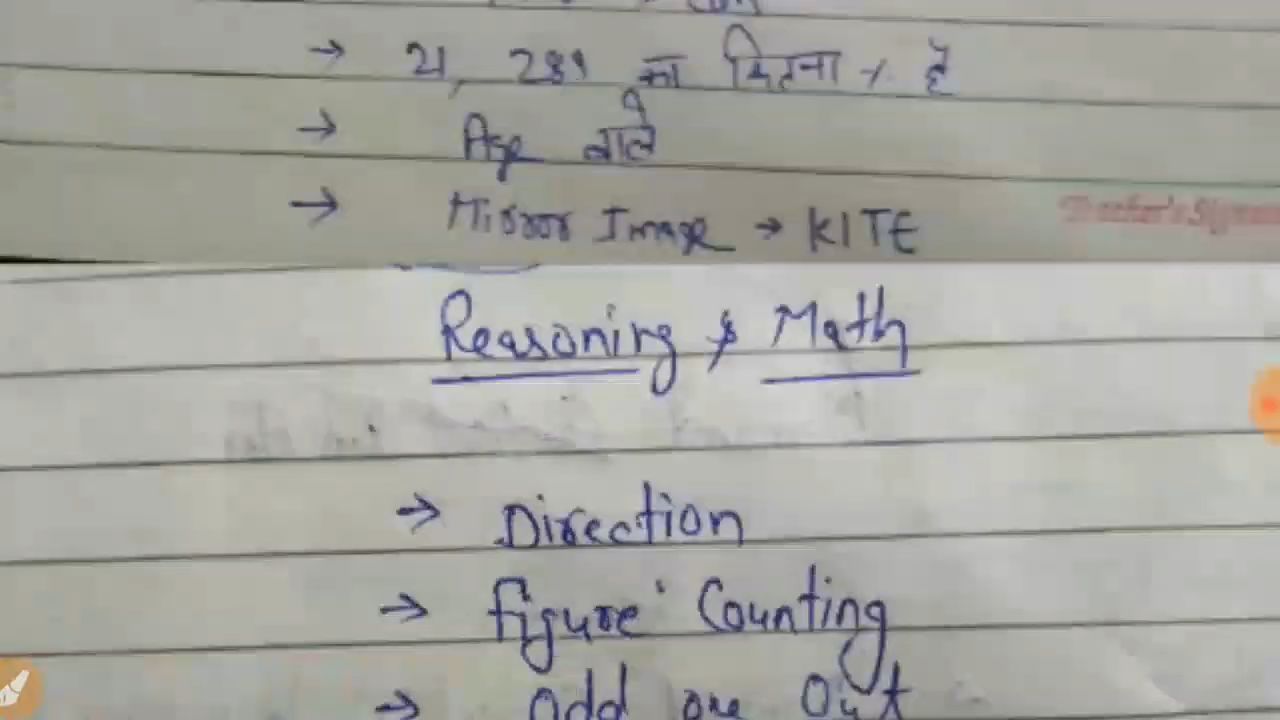 → 21, 289 का कितना % है
→ Age वाले
→ Mirror Image → KITE
Reasoning & Math
→ Direction
→ figure Counting
→ Odd one Out